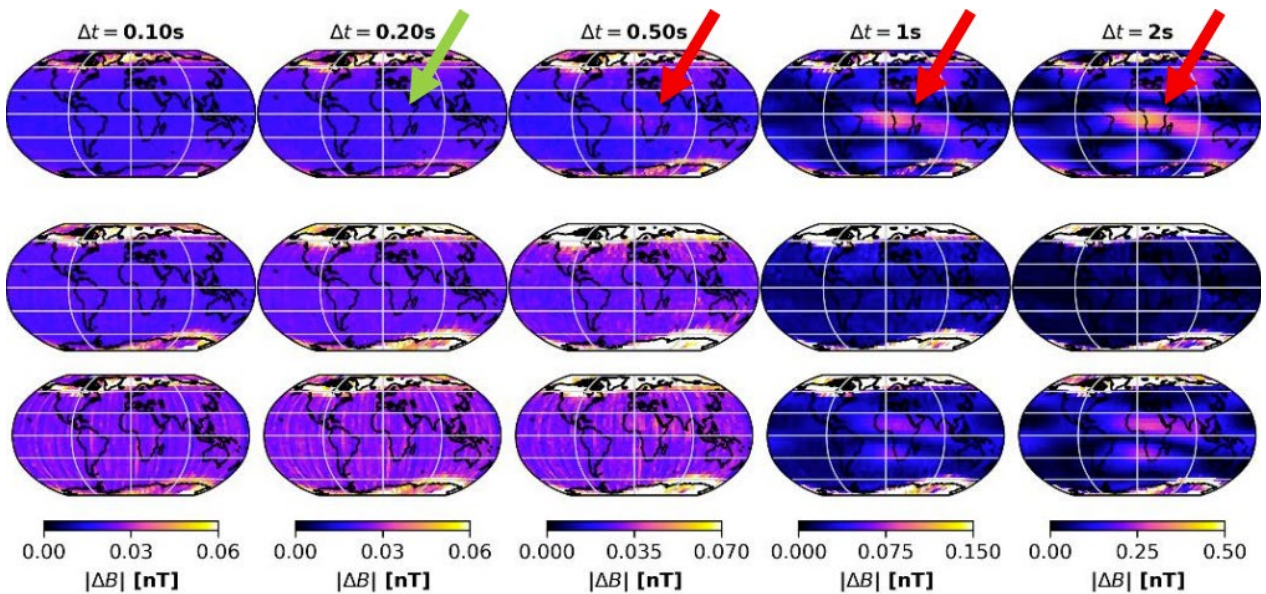 Δt = 0.10s Δt = 0.20s Δt = 0.50s Δt = 1s Δt = 2s
0.00 0.03 0.06 0.00 0.03 0.06 0.000 0.035 0.070 0.000 0.075 0.150 0.00 0.25 0.50
|ΔB| [nT] |ΔB| [nT] |ΔB| [nT] |ΔB| [nT] |ΔB| [nT]